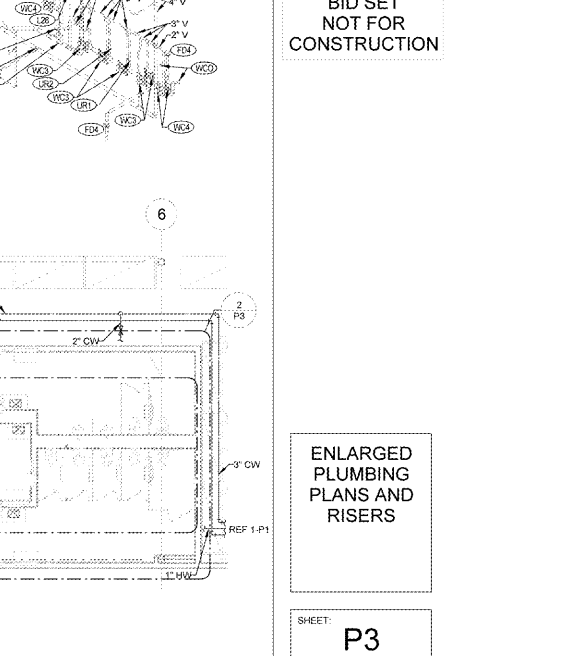 4" V
WC4
L26
3" V
2" V
FD4
WCO
WC3
UR2
WC3
UR1
WC3
FD4
WC4
BID SET
NOT FOR
CONSTRUCTION
6
2
P3
2" CW
3" CW
REF 1-P1
1" HW
ENLARGED
PLUMBING
PLANS AND
RISERS
SHEET:
P3